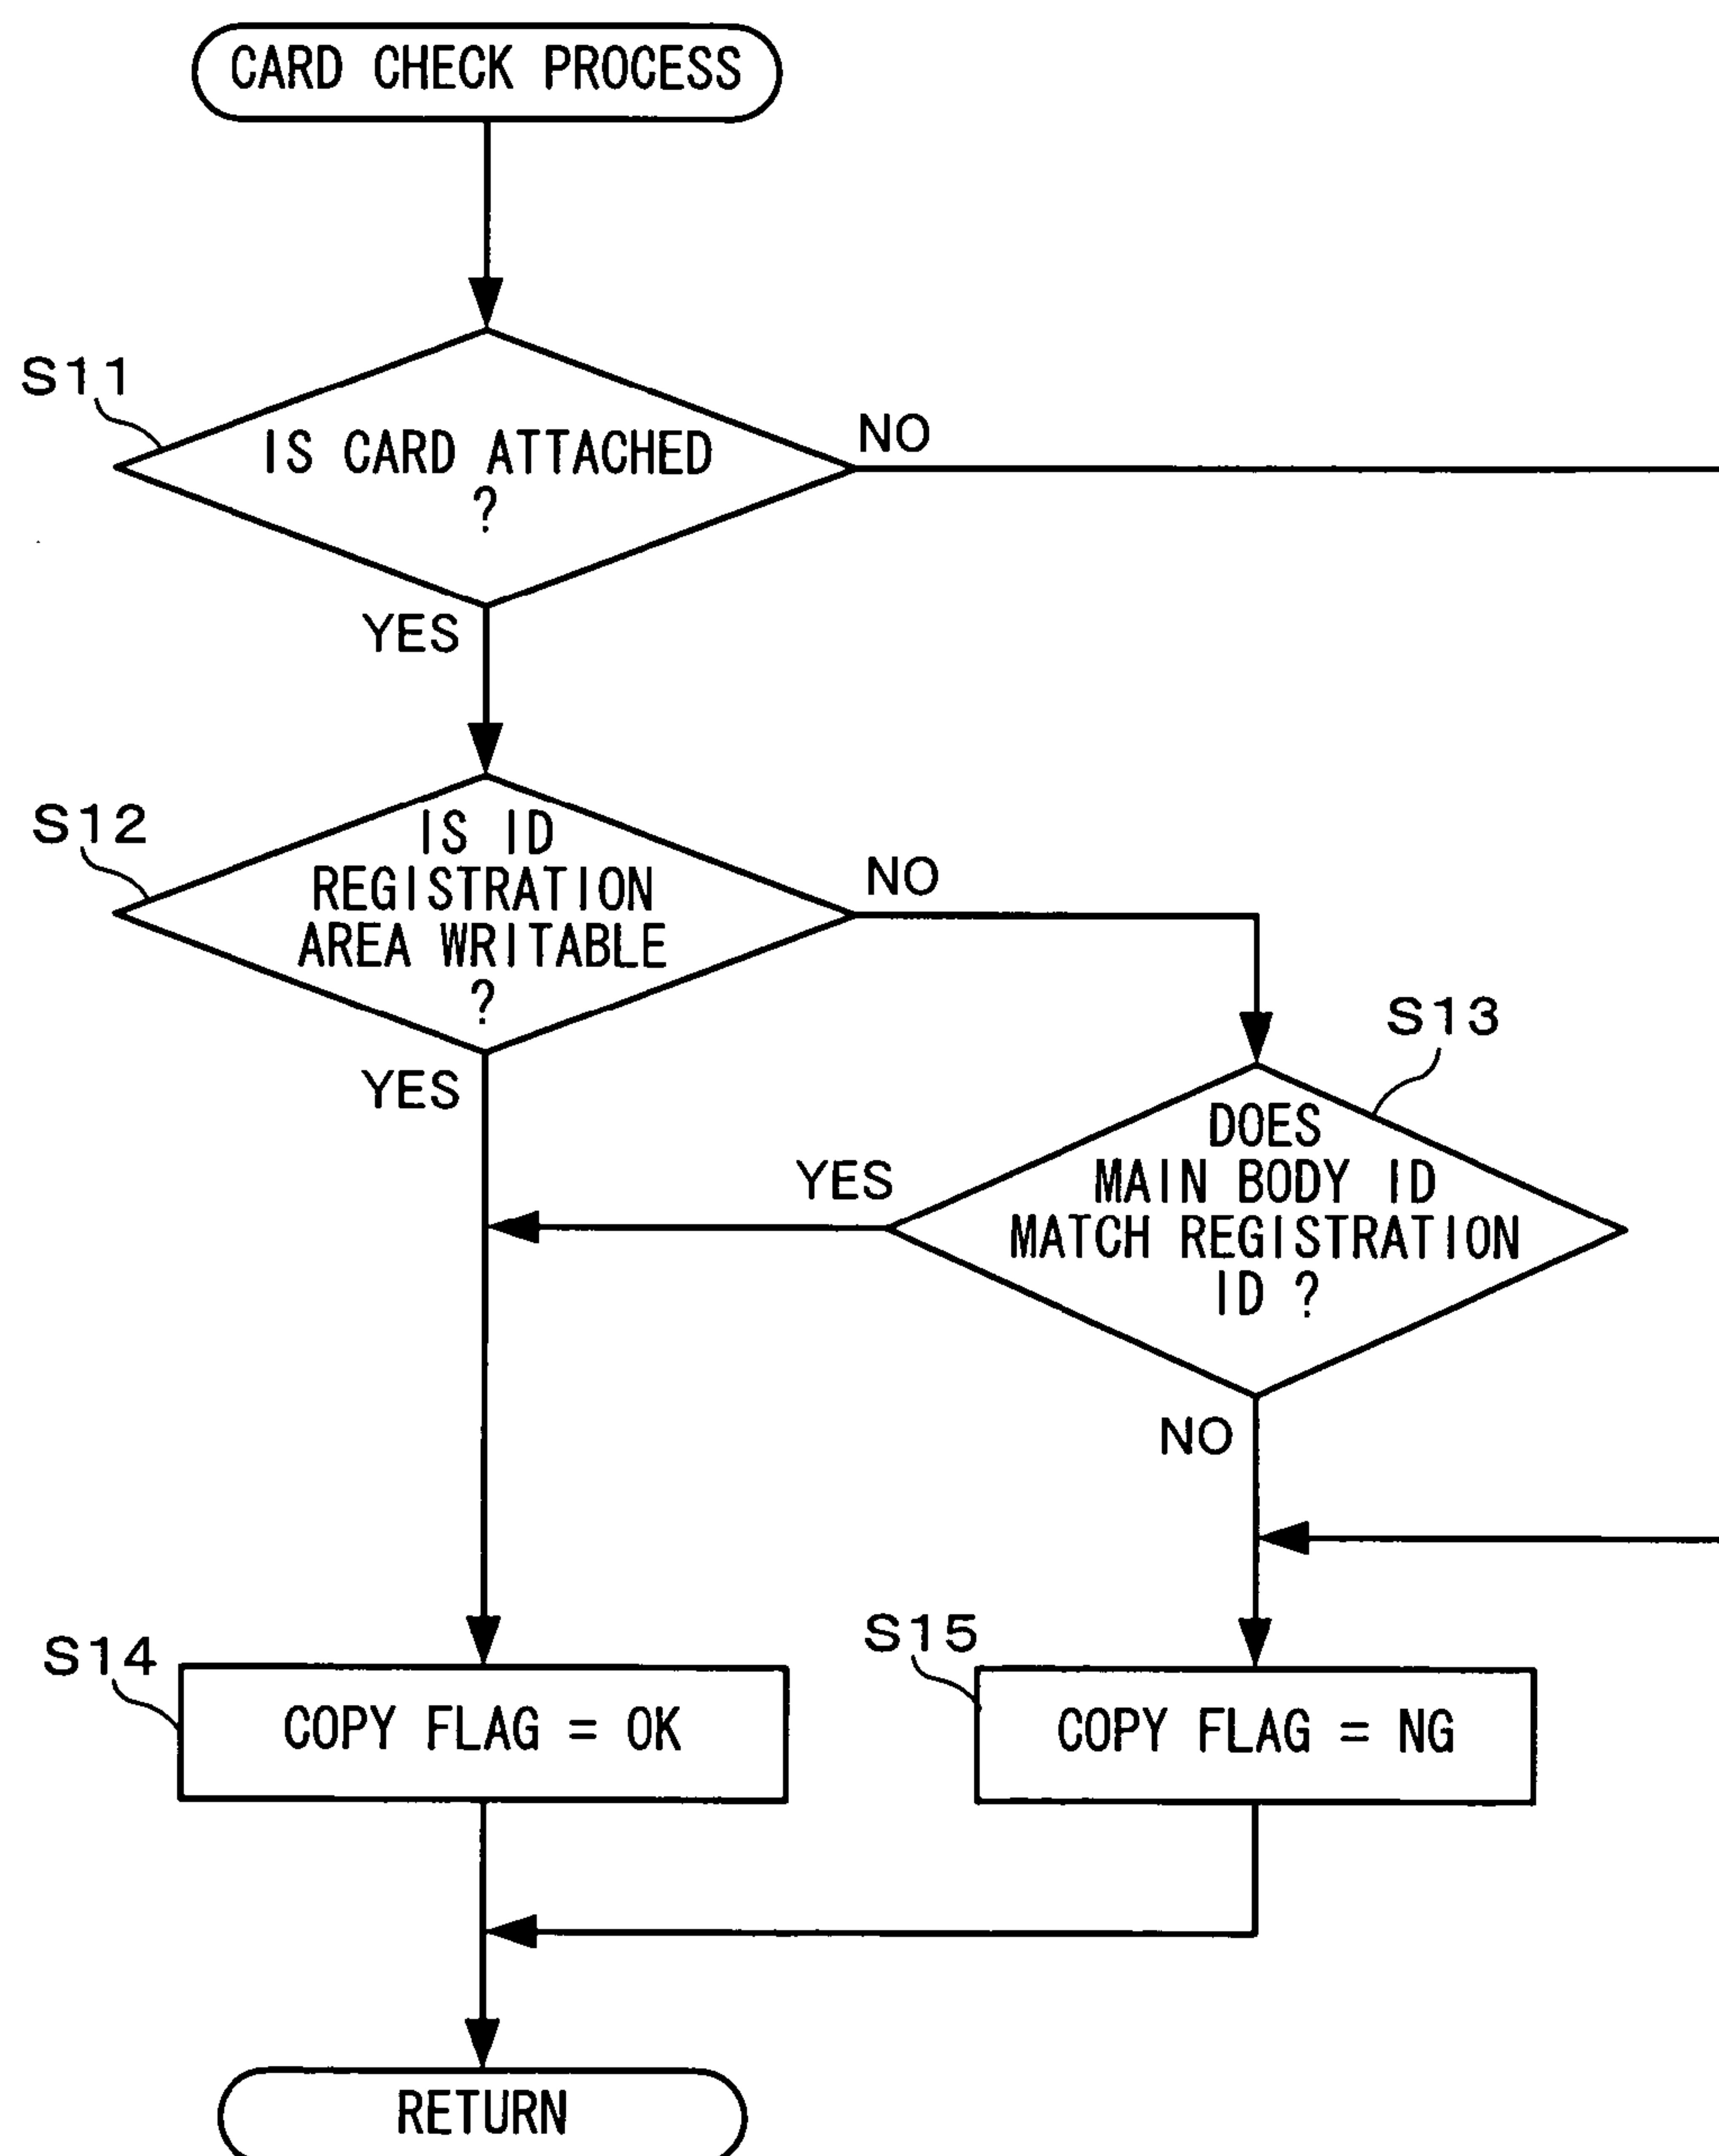 CARD CHECK PROCESS
S11
IS CARD ATTACHED
?
NO
YES
S12
IS ID
REGISTRATION
AREA WRITABLE
?
NO
YES
S13
DOES
MAIN BODY ID
MATCH REGISTRATION
ID ?
YES
NO
S14
COPY FLAG = OK
S15
COPY FLAG = NG
RETURN